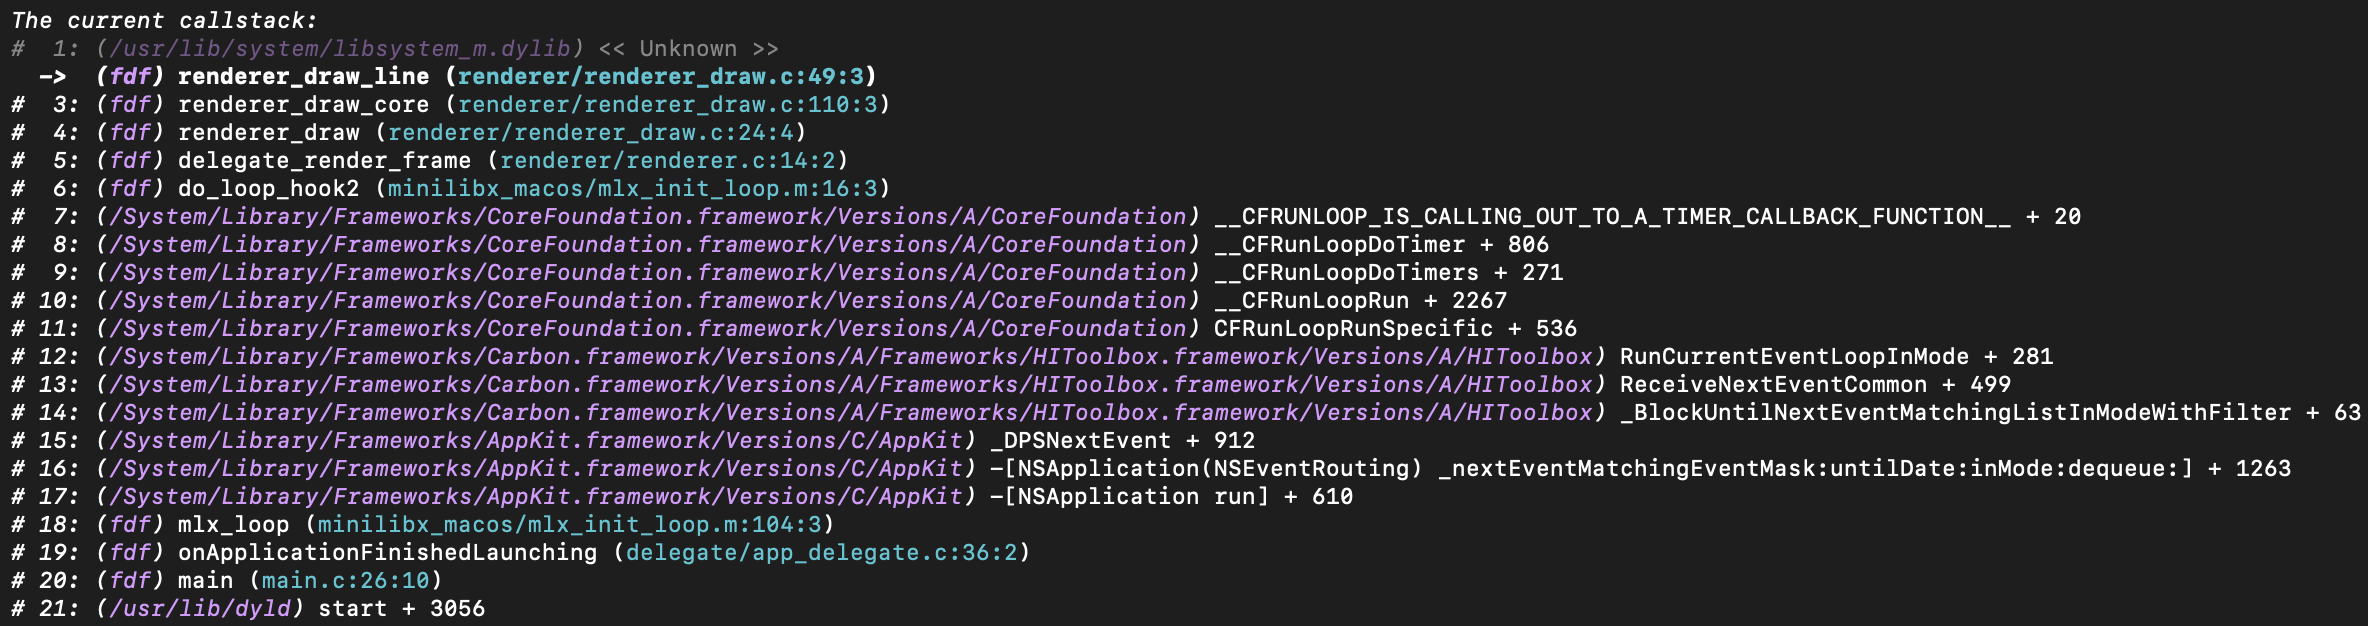 The current callstack:
#  1: (/usr/lib/system/libsystem_m.dylib) << Unknown >>
  —> (fdf) renderer_draw_line (renderer/renderer_draw.c:49:3)
#  3: (fdf) renderer_draw_core (renderer/renderer_draw.c:110:3)
#  4: (fdf) renderer_draw (renderer/renderer_draw.c:24:4)
#  5: (fdf) delegate_render_frame (renderer/renderer.c:14:2)
#  6: (fdf) do_loop_hook2 (minilibx_macos/mlx_init_loop.m:16:3)
#  7: (/System/Library/Frameworks/CoreFoundation.framework/Versions/A/CoreFoundation) __CFRUNLOOP_IS_CALLING_OUT_TO_A_TIMER_CALLBACK_FUNCTION__ + 20
#  8: (/System/Library/Frameworks/CoreFoundation.framework/Versions/A/CoreFoundation) __CFRunLoopDoTimer + 806
#  9: (/System/Library/Frameworks/CoreFoundation.framework/Versions/A/CoreFoundation) __CFRunLoopDoTimers + 271
# 10: (/System/Library/Frameworks/CoreFoundation.framework/Versions/A/CoreFoundation) __CFRunLoopRun + 2267
# 11: (/System/Library/Frameworks/CoreFoundation.framework/Versions/A/CoreFoundation) CFRunLoopRunSpecific + 536
# 12: (/System/Library/Frameworks/Carbon.framework/Versions/A/Frameworks/HIToolbox.framework/Versions/A/HIToolbox) RunCurrentEventLoopInMode + 281
# 13: (/System/Library/Frameworks/Carbon.framework/Versions/A/Frameworks/HIToolbox.framework/Versions/A/HIToolbox) ReceiveNextEventCommon + 499
# 14: (/System/Library/Frameworks/Carbon.framework/Versions/A/Frameworks/HIToolbox.framework/Versions/A/HIToolbox) _BlockUntilNextEventMatchingListInModeWithFilter + 63
# 15: (/System/Library/Frameworks/AppKit.framework/Versions/C/AppKit) _DPSNextEvent + 912
# 16: (/System/Library/Frameworks/AppKit.framework/Versions/C/AppKit) -[NSApplication(NSEventRouting) _nextEventMatchingEventMask:untilDate:inMode:dequeue:] + 1263
# 17: (/System/Library/Frameworks/AppKit.framework/Versions/C/AppKit) -[NSApplication run] + 610
# 18: (fdf) mlx_loop (minilibx_macos/mlx_init_loop.m:104:3)
# 19: (fdf) onApplicationFinishedLaunching (delegate/app_delegate.c:36:2)
# 20: (fdf) main (main.c:26:10)
# 21: (/usr/lib/dyld) start + 3056